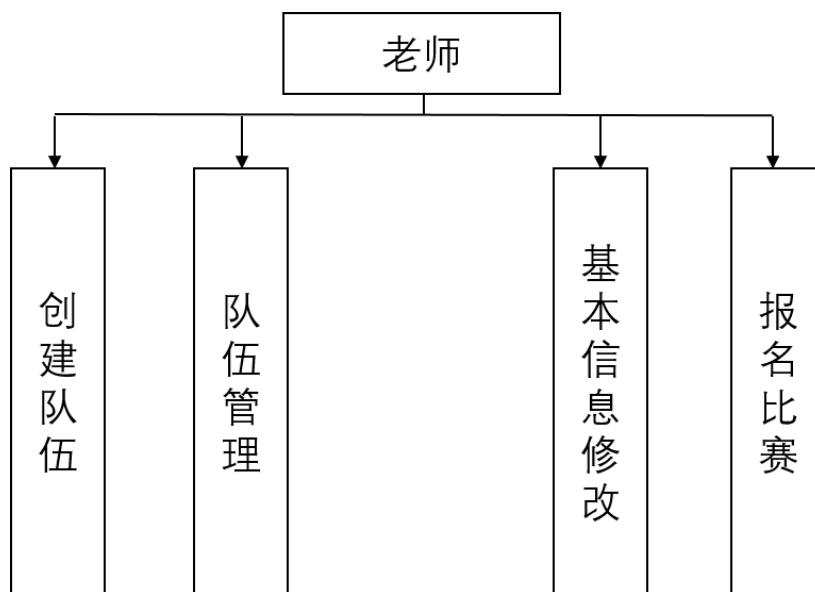 老师
创建队伍
队伍管理
基本信息修改
报名比赛